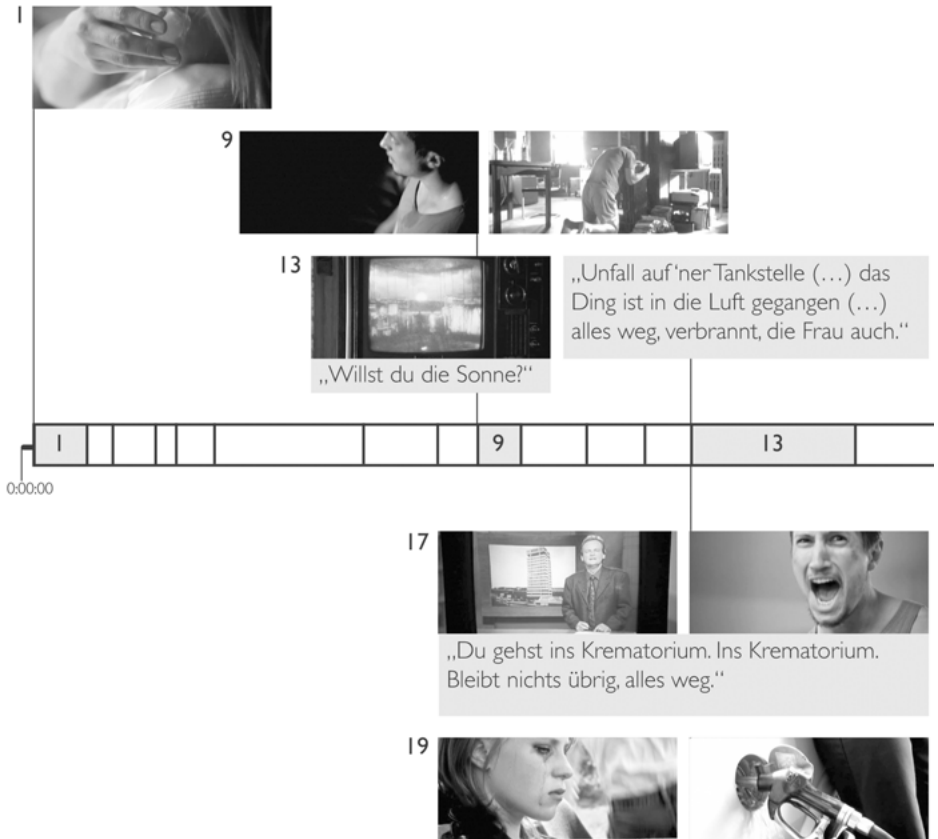 1
9
13
„Unfall auf ‘ner Tankstelle (…) das
Ding ist in die Luft gegangen (…)
alles weg, verbrannt, die Frau auch.“
„Willst du die Sonne?“
1
9
13
0:00:00
17
„Du gehst ins Krematorium. Ins Krematorium.
Bleibt nichts übrig, alles weg.“
19